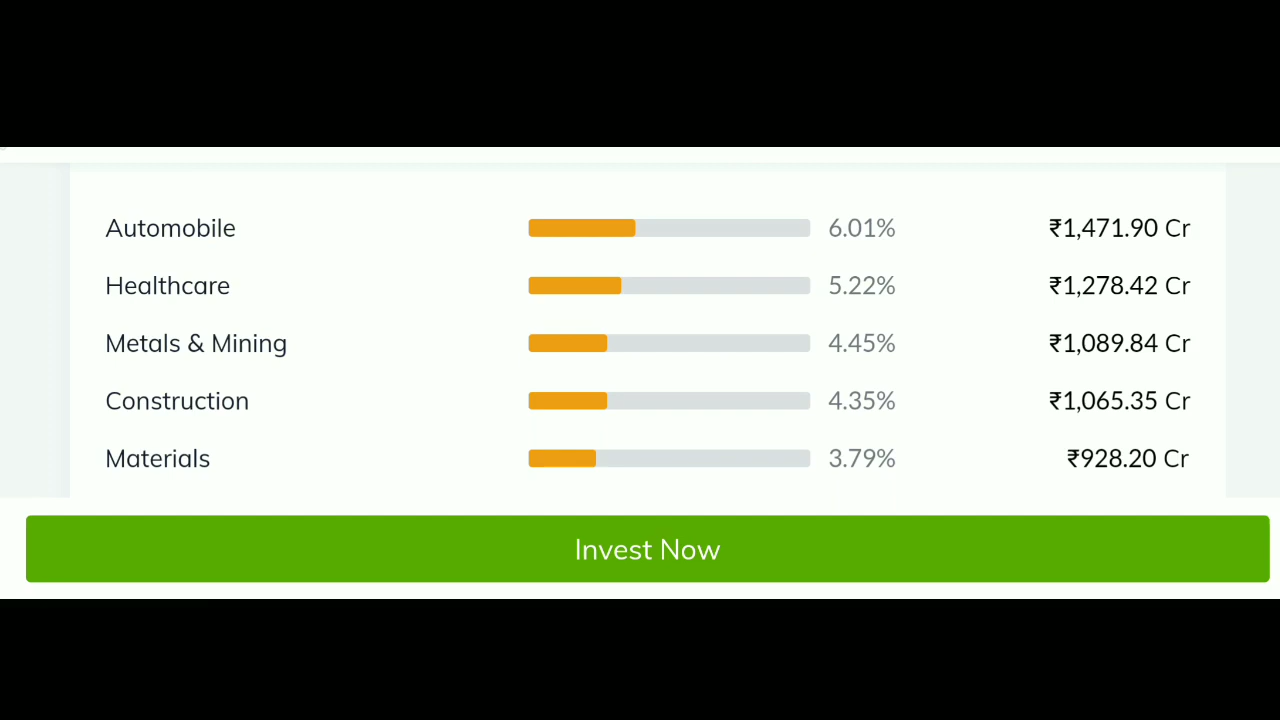 Automobile 6.01% ₹1,471.90 Cr
Healthcare 5.22% ₹1,278.42 Cr
Metals & Mining 4.45% ₹1,089.84 Cr
Construction 4.35% ₹1,065.35 Cr
Materials 3.79% ₹928.20 Cr
Invest Now